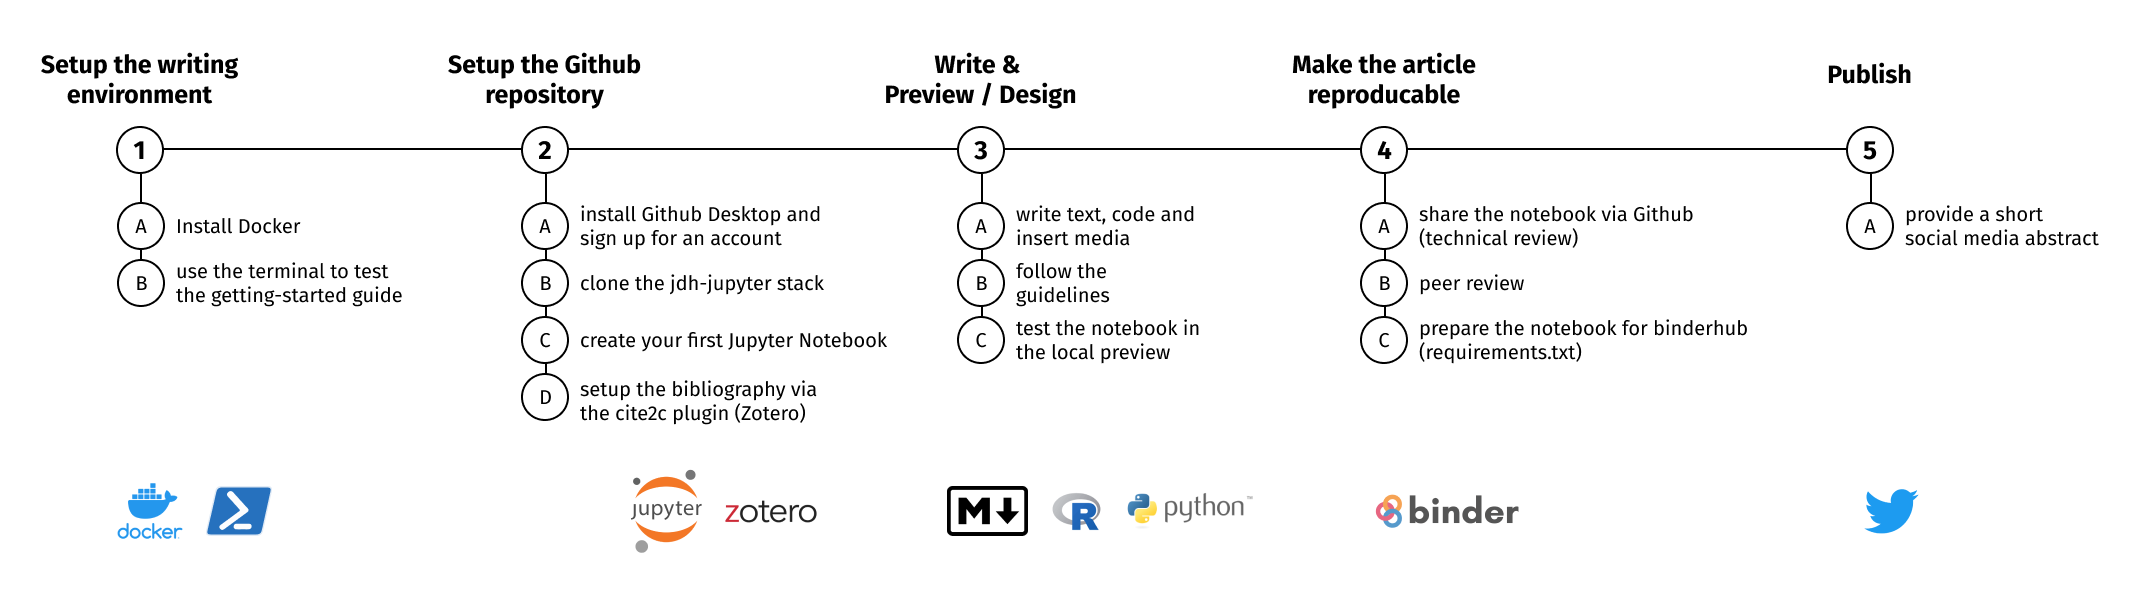 Setup the writing
environment
Setup the Github
repository
Write &
Preview / Design
Make the article
reproducable
Publish
1
2
3
4
5
A
Install Docker
B
use the terminal to test
the getting-started guide
A
install Github Desktop and
sign up for an account
B
clone the jdh-jupyter stack
C
create your first Jupyter Notebook
D
setup the bibliography via
the cite2c plugin (Zotero)
A
write text, code and
insert media
B
follow the
guidelines
C
test the notebook in
the local preview
A
share the notebook via Github
(technical review)
B
peer review
C
prepare the notebook for binderhub
(requirements.txt)
A
provide a short
social media abstract
docker
jupyter
zotero
M
R
python™
binder